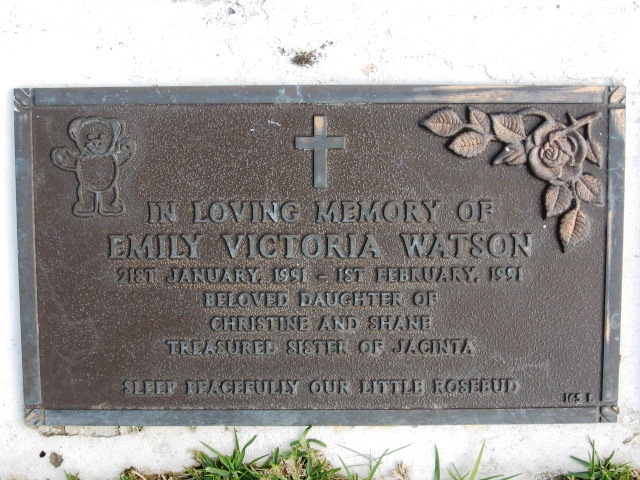 IN LOVING MEMORY OF
EMILY VICTORIA WATSON
21ST JANUARY, 1991 - 1ST FEBRUARY, 1991
BELOVED DAUGHTER OF
CHRISTINE AND SHANE
TREASURED SISTER OF JACINTA
SLEEP PEACEFULLY OUR LITTLE ROSEBUD
165 L